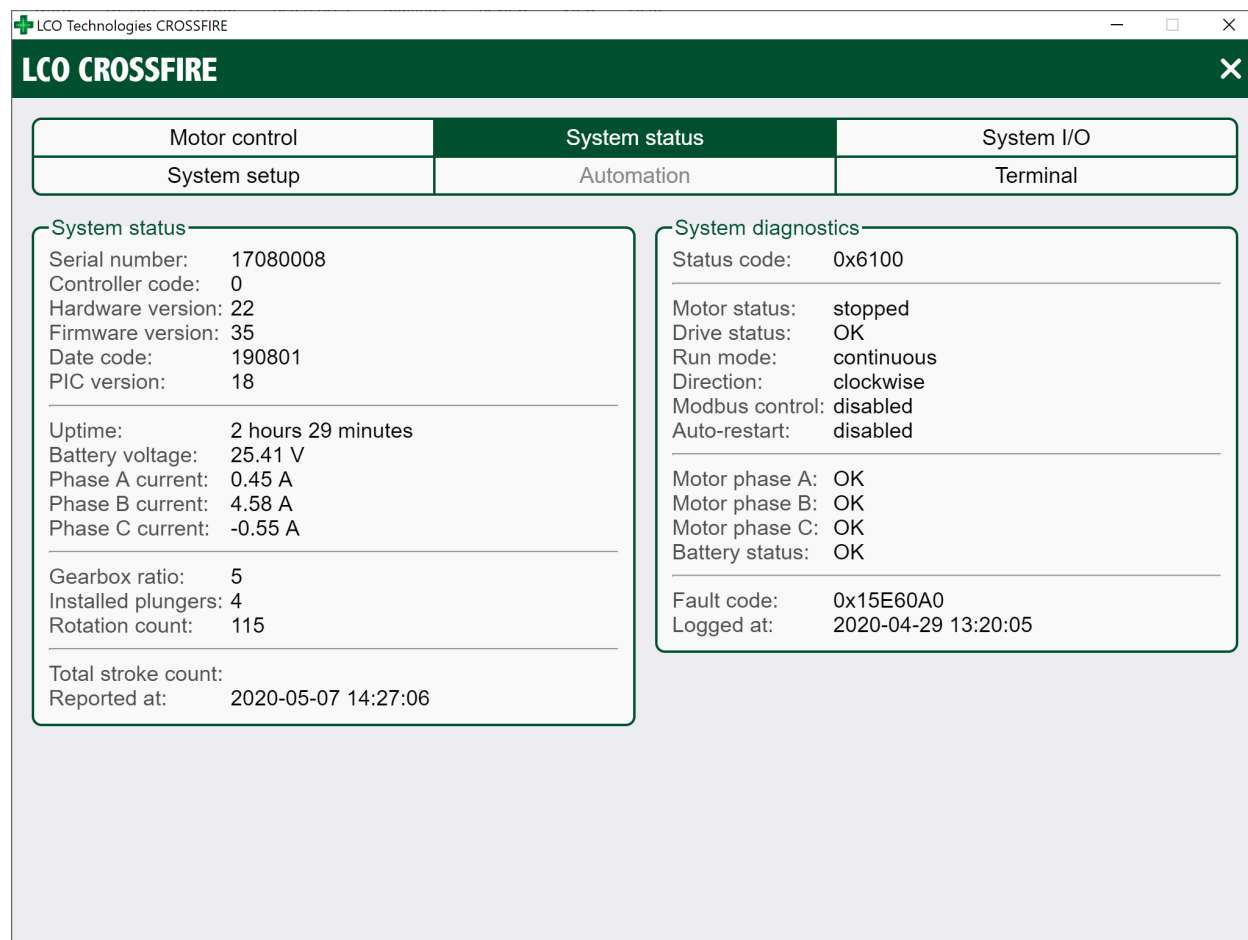 LCO Technologies CROSSFIRE
LCO CROSSFIRE
Motor control
System status
System I/O
System setup
Automation
Terminal
System status
Serial number: 17080008
Controller code: 0
Hardware version: 22
Firmware version: 35
Date code: 190801
PIC version: 18
Uptime: 2 hours 29 minutes
Battery voltage: 25.41 V
Phase A current: 0.45 A
Phase B current: 4.58 A
Phase C current: -0.55 A
Gearbox ratio: 5
Installed plungers: 4
Rotation count: 115
Total stroke count:
Reported at: 2020-05-07 14:27:06
System diagnostics
Status code: 0x6100
Motor status: stopped
Drive status: OK
Run mode: continuous
Direction: clockwise
Modbus control: disabled
Auto-restart: disabled
Motor phase A: OK
Motor phase B: OK
Motor phase C: OK
Battery status: OK
Fault code: 0x15E60A0
Logged at: 2020-04-29 13:20:05